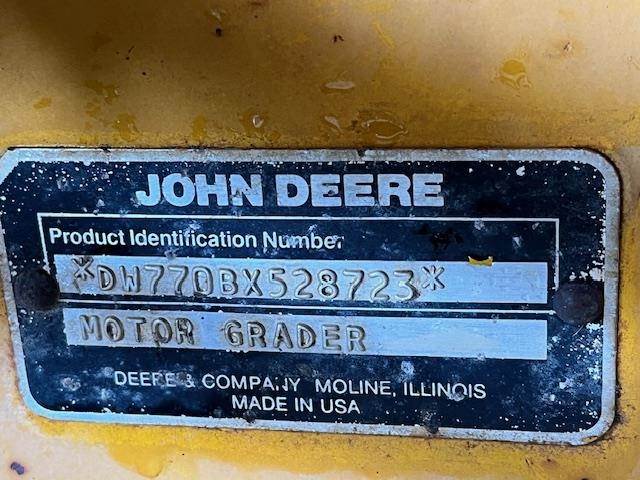 JOHN DEERE
Product Identification Number
*DW770BX528723*
MOTOR GRADER
DEERE & COMPANY MOLINE, ILLINOIS
MADE IN USA